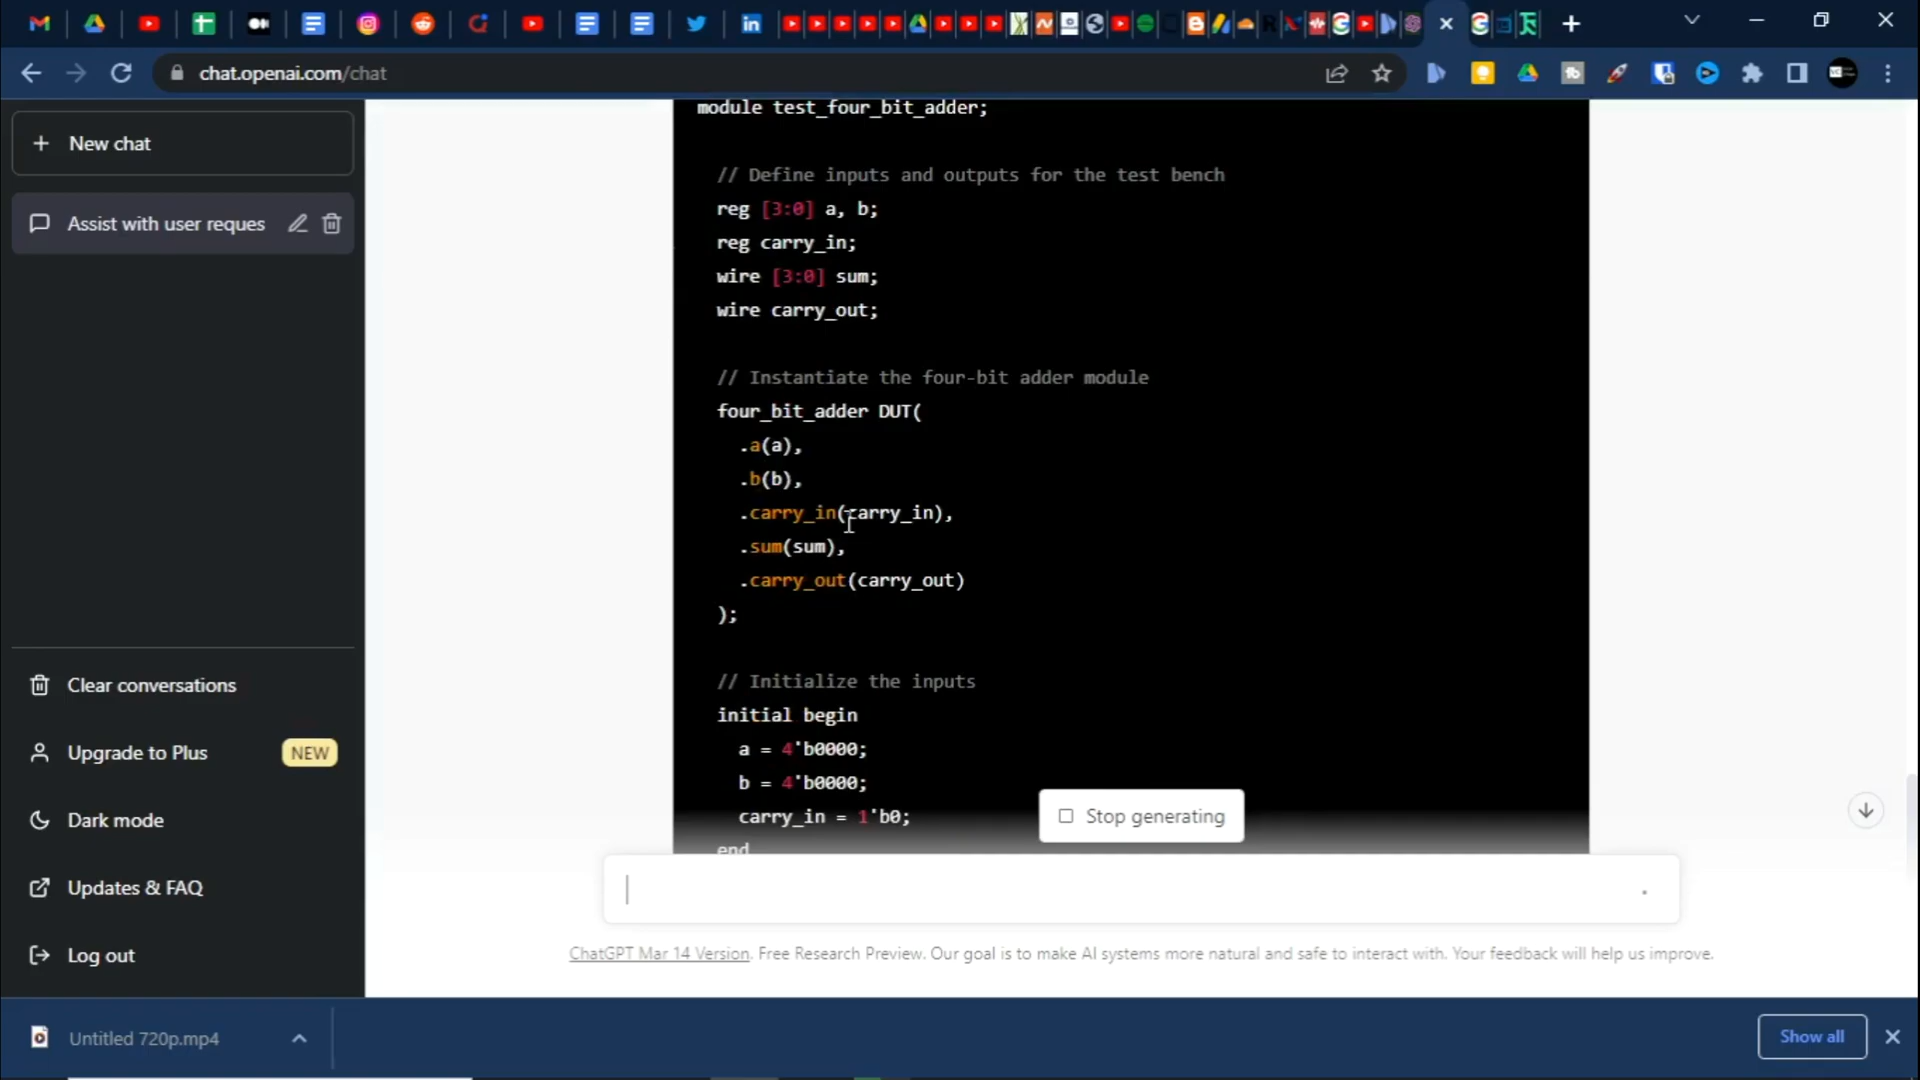 chat.openai.com/chat
New chat
Assist with user reques
Clear conversations
Upgrade to Plus
NEW
Dark mode
Updates & FAQ
Log out
module test_four_bit_adder;
// Define inputs and outputs for the test bench
reg [3:0] a, b;
reg carry_in;
wire [3:0] sum;
wire carry_out;
// Instantiate the four-bit adder module
four_bit_adder DUT(
.a(a),
.b(b),
.carry_in(carry_in),
.sum(sum),
.carry_out(carry_out)
);
// Initialize the inputs
initial begin
a = 4'b0000;
b = 4'b0000;
carry_in = 1'b0;
end
Stop generating
ChatGPT Mar 14 Version. Free Research Preview. Our goal is to make AI systems more natural and safe to interact with. Your feedback will help us improve.
Untitled 720p.mp4
Show all